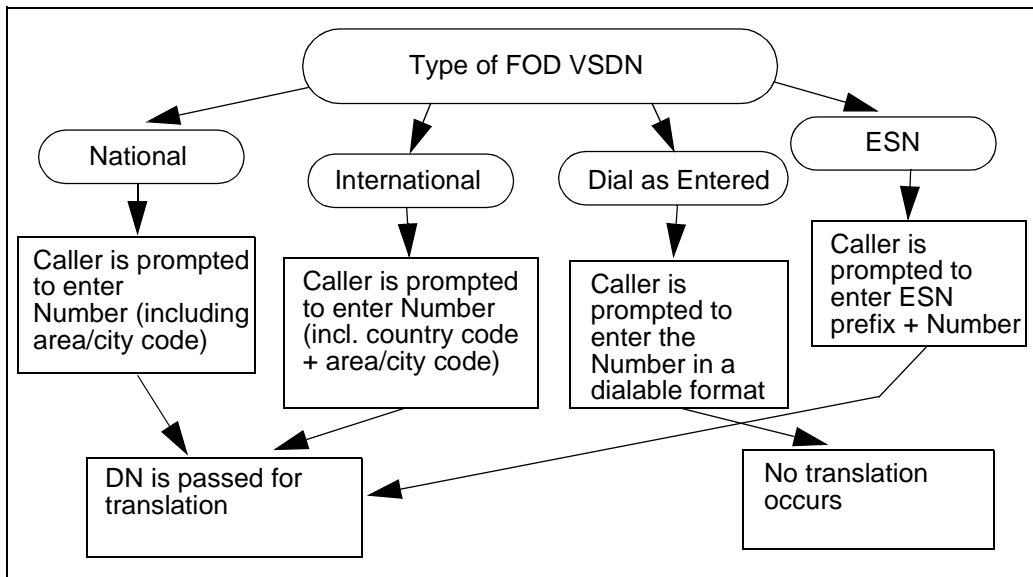 Type of FOD VSDN
National
International
Dial as Entered
ESN
Caller is prompted
to enter
Number (including
area/city code)
Caller is prompted
to enter Number
(incl. country code
+ area/city code)
Caller is
prompted to
enter the
Number in a
dialable format
Caller is
prompted to
enter ESN
prefix + Number
DN is passed for
translation
No translation
occurs